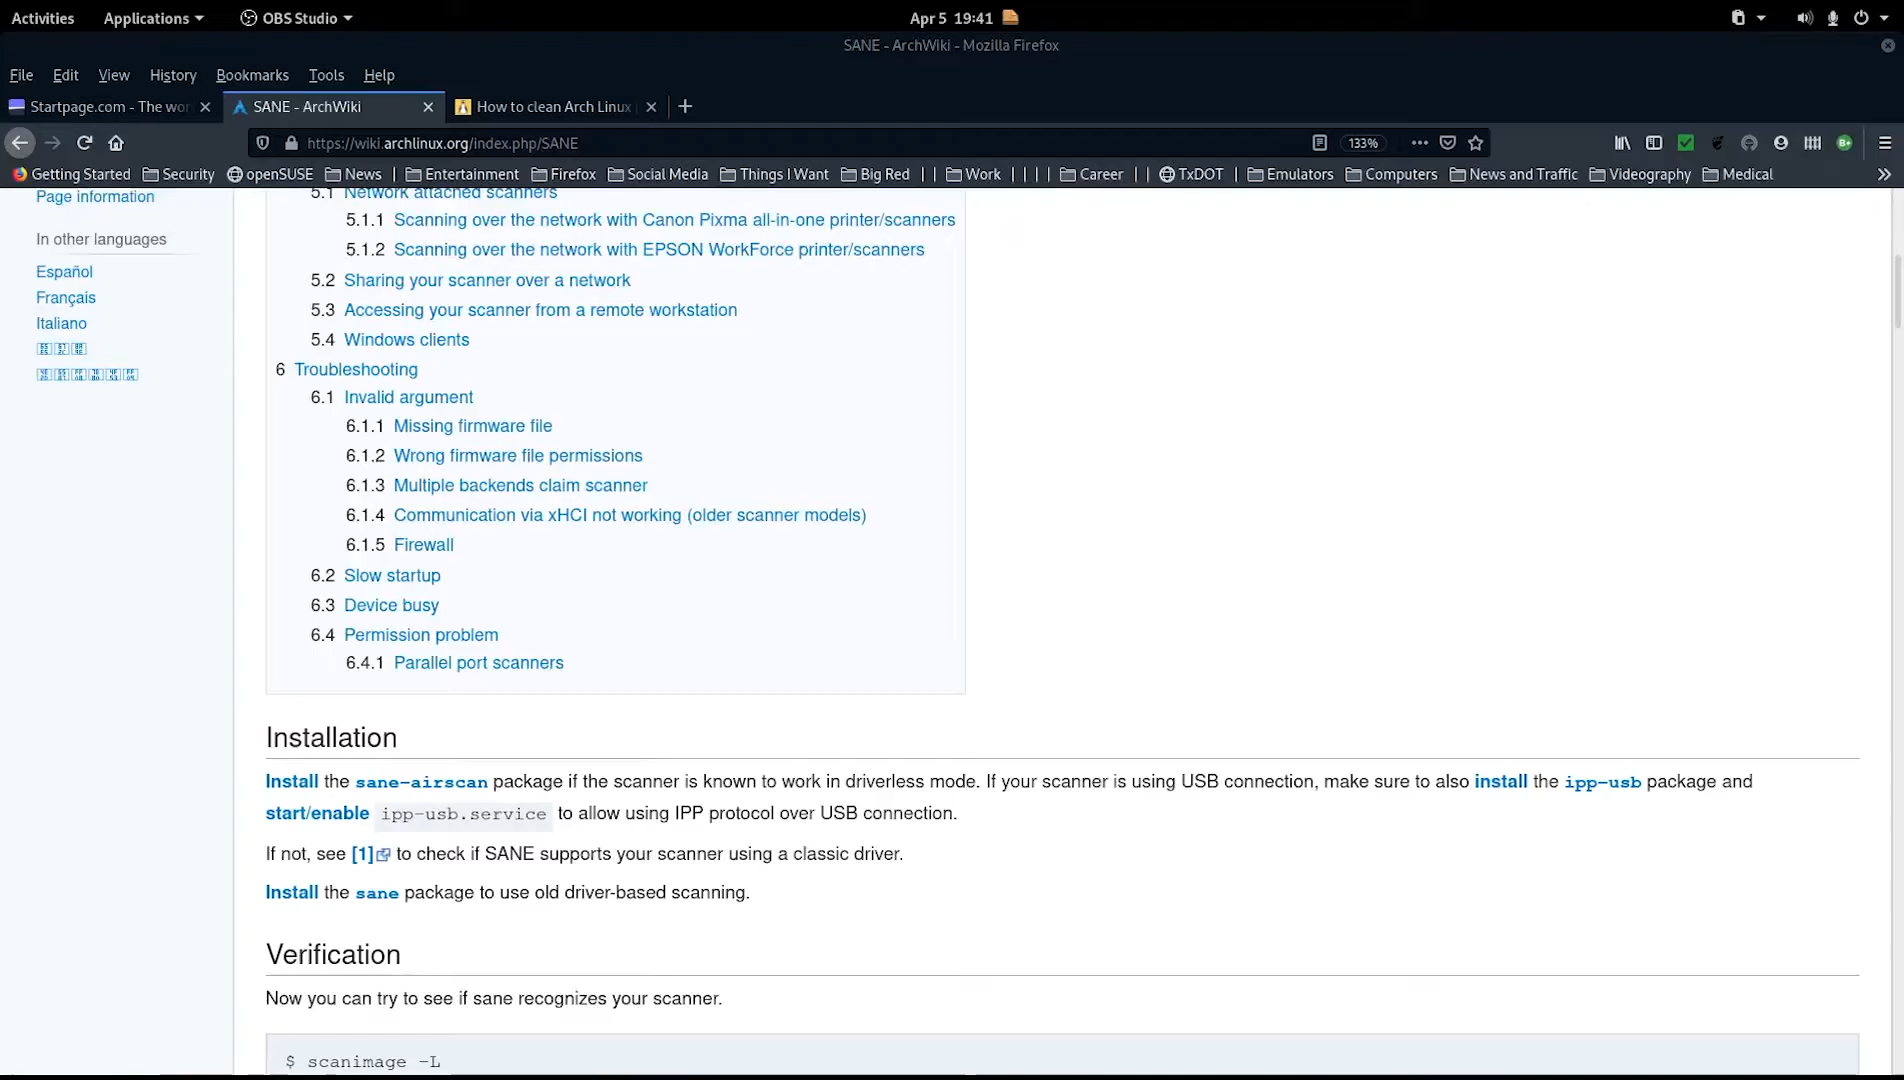 Activities Applications OBS Studio Apr 5 19:41
SANE - ArchWiki - Mozilla Firefox
File Edit View History Bookmarks Tools Help
Startpage.com - The wor SANE - ArchWiki How to clean Arch Linux
https://wiki.archlinux.org/index.php/SANE 133%
Getting Started Security openSUSE News | Entertainment Firefox Social Media Things I Want Big Red | | Work | | | | Career | TxDOT | Emulators Computers News and Traffic Videography Medical
Page information
In other languages
Español
Français
Italiano
5.1 Network attached scanners
5.1.1 Scanning over the network with Canon Pixma all-in-one printer/scanners
5.1.2 Scanning over the network with EPSON WorkForce printer/scanners
5.2 Sharing your scanner over a network
5.3 Accessing your scanner from a remote workstation
5.4 Windows clients
6 Troubleshooting
6.1 Invalid argument
6.1.1 Missing firmware file
6.1.2 Wrong firmware file permissions
6.1.3 Multiple backends claim scanner
6.1.4 Communication via xHCI not working (older scanner models)
6.1.5 Firewall
6.2 Slow startup
6.3 Device busy
6.4 Permission problem
6.4.1 Parallel port scanners
Installation
Install the sane-airscan package if the scanner is known to work in driverless mode. If your scanner is using USB connection, make sure to also install the ipp-usb package and
start/enable ipp-usb.service to allow using IPP protocol over USB connection.
If not, see [1] to check if SANE supports your scanner using a classic driver.
Install the sane package to use old driver-based scanning.
Verification
Now you can try to see if sane recognizes your scanner.
$ scanimage -L